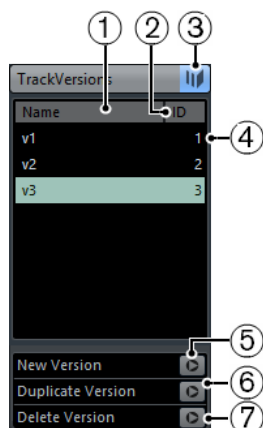 1 2 3
TrackVersions
Name ID
v1 1 4
v2 2
v3 3
5
New Version
6
Duplicate Version
Delete Version 7